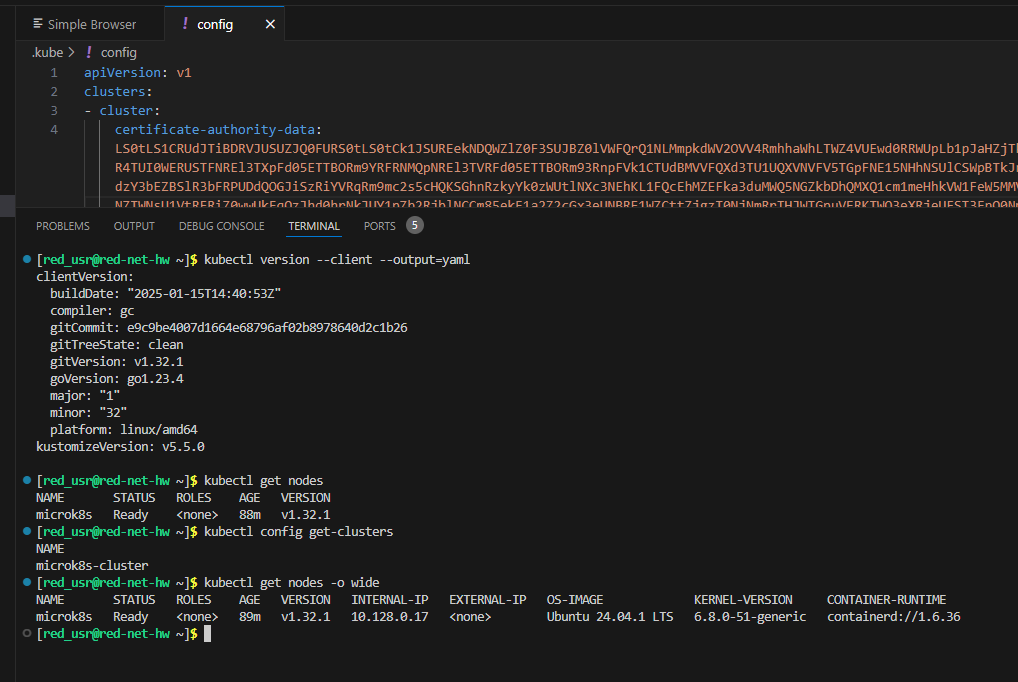 Simple Browser
! config
.kube > ! config
1 apiVersion: v1
2 clusters:
3 - cluster:
4 certificate-authority-data:
PROBLEMS OUTPUT DEBUG CONSOLE TERMINAL PORTS 5
[red_usr@red-net-hw ~]$ kubectl version --client --output=yaml
clientVersion:
  buildDate: "2025-01-15T14:40:53Z"
  compiler: gc
  gitCommit: e9c9be4007d1664e68796af02b8978640d2c1b26
  gitTreeState: clean
  gitVersion: v1.32.1
  goVersion: go1.23.4
  major: "1"
  minor: "32"
  platform: linux/amd64
kustomizeVersion: v5.5.0
[red_usr@red-net-hw ~]$ kubectl get nodes
NAME STATUS ROLES AGE VERSION
microk8s Ready <none> 88m v1.32.1
[red_usr@red-net-hw ~]$ kubectl config get-clusters
NAME
microk8s-cluster
[red_usr@red-net-hw ~]$ kubectl get nodes -o wide
NAME STATUS ROLES AGE VERSION INTERNAL-IP EXTERNAL-IP OS-IMAGE KERNEL-VERSION CONTAINER-RUNTIME
microk8s Ready <none> 89m v1.32.1 10.128.0.17 <none> Ubuntu 24.04.1 LTS 6.8.0-51-generic containerd://1.6.36
[red_usr@red-net-hw ~]$